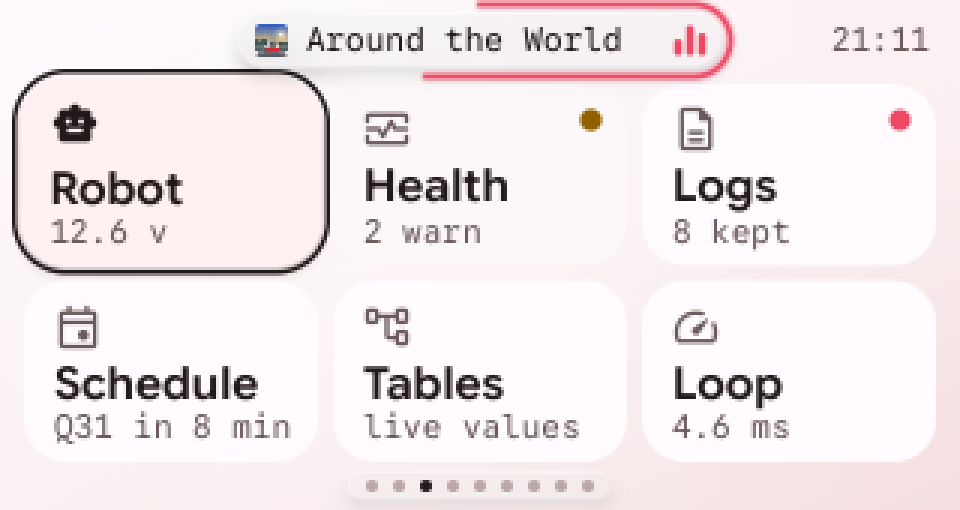 Around the World
21:11
Robot
12.6 v
Health
2 warn
Logs
8 kept
Schedule
Q31 in 8 min
Tables
live values
Loop
4.6 ms